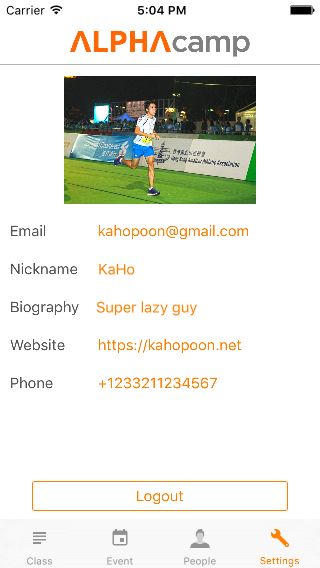 Carrier 5:04 PM
ALPHAcamp
Email kahopoon@gmail.com
Nickname KaHo
Biography Super lazy guy
Website https://kahopoon.net
Phone +1233211234567
Logout
Class Event People Settings